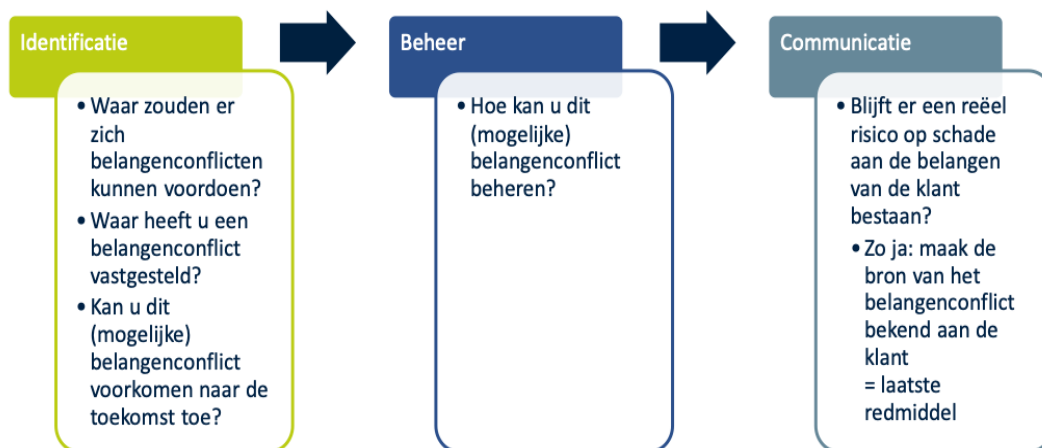 Identificatie
• Waar zouden er
zich
belangenconflicten
kunnen voordoen?
• Waar heeft u een
belangenconflict
vastgesteld?
• Kan u dit
(mogelijke)
belangenconflict
voorkomen naar de
toekomst toe?
Beheer
• Hoe kan u dit
(mogelijke)
belangenconflict
beheren?
Communicatie
• Blijft er een reëel
risico op schade
aan de belangen
van de klant
bestaan?
• Zo ja: maak de
bron van het
belangenconflict
bekend aan de
klant
= laatste
redmiddel